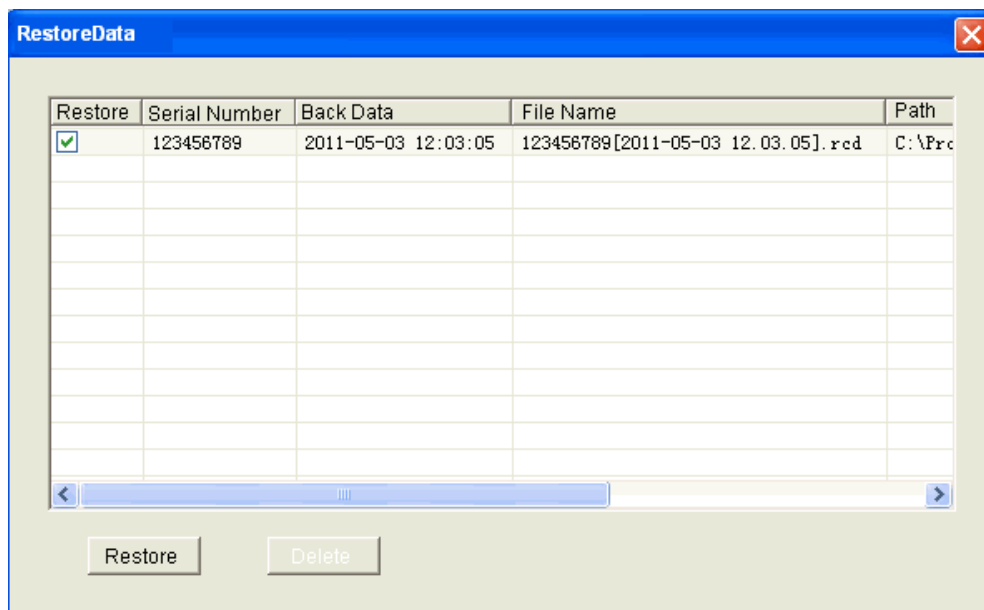 RestoreData
Restore Serial Number Back Data File Name Path
123456789 2011-05-03 12:03:05 123456789[2011-05-03 12.03.05].rcd C:\Pro
Restore Delete